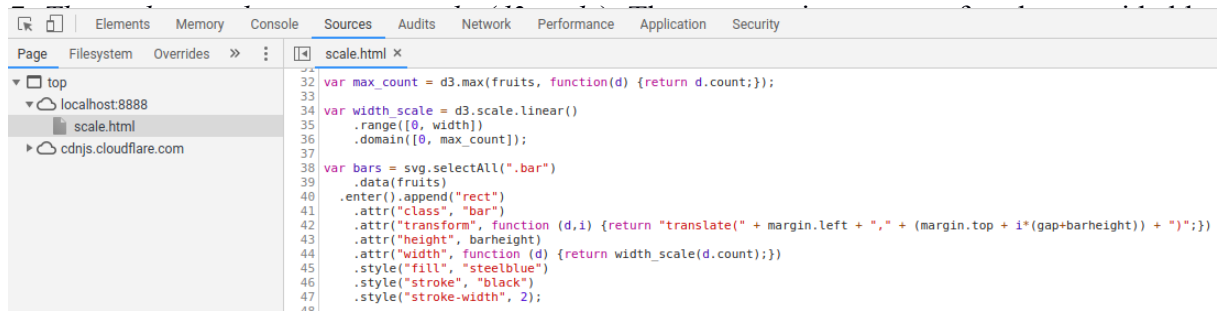 Elements Memory Console Sources Audits Network Performance Application Security
Page Filesystem Overrides » scale.html ×
top
localhost:8888
scale.html
cdnjs.cloudflare.com
32 var max_count = d3.max(fruits, function(d) {return d.count;});
33
34 var width_scale = d3.scale.linear()
35     .range([0, width])
36     .domain([0, max_count]);
37
38 var bars = svg.selectAll(".bar")
39     .data(fruits)
40   .enter().append("rect")
41     .attr("class", "bar")
42     .attr("transform", function (d,i) {return "translate(" + margin.left + "," + (margin.top + i*(gap+barheight)) + ")";})
43     .attr("height", barheight)
44     .attr("width", function (d) {return width_scale(d.count);})
45     .style("fill", "steelblue")
46     .style("stroke", "black")
47     .style("stroke-width", 2);